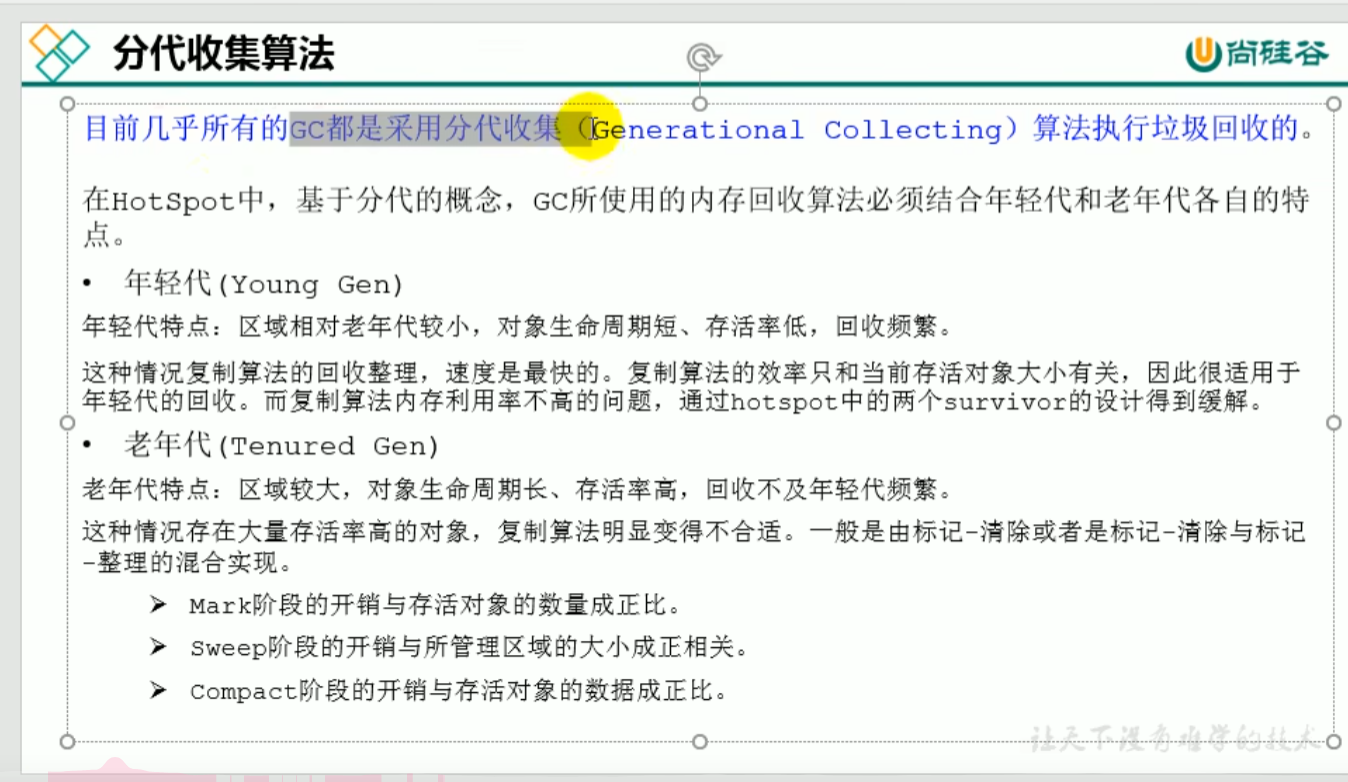 分代收集算法
尚硅谷
目前几乎所有的GC都是采用分代收集（Generational Collecting）算法执行垃圾回收的。
在HotSpot中，基于分代的概念，GC所使用的内存回收算法必须结合年轻代和老年代各自的特
点。
• 年轻代(Young Gen)
年轻代特点：区域相对老年代较小，对象生命周期短、存活率低，回收频繁。
这种情况复制算法的回收整理，速度是最快的。复制算法的效率只和当前存活对象大小有关，因此很适用于
年轻代的回收。而复制算法内存利用率不高的问题，通过hotspot中的两个survivor的设计得到缓解。
• 老年代(Tenured Gen)
老年代特点：区域较大，对象生命周期长、存活率高，回收不及年轻代频繁。
这种情况存在大量存活率高的对象，复制算法明显变得不合适。一般是由标记-清除或者是标记-清除与标记
-整理的混合实现。
➢ Mark阶段的开销与存活对象的数量成正比。
➢ Sweep阶段的开销与所管理区域的大小成正相关。
➢ Compact阶段的开销与存活对象的数据成正比。
让天下没有难学的技术